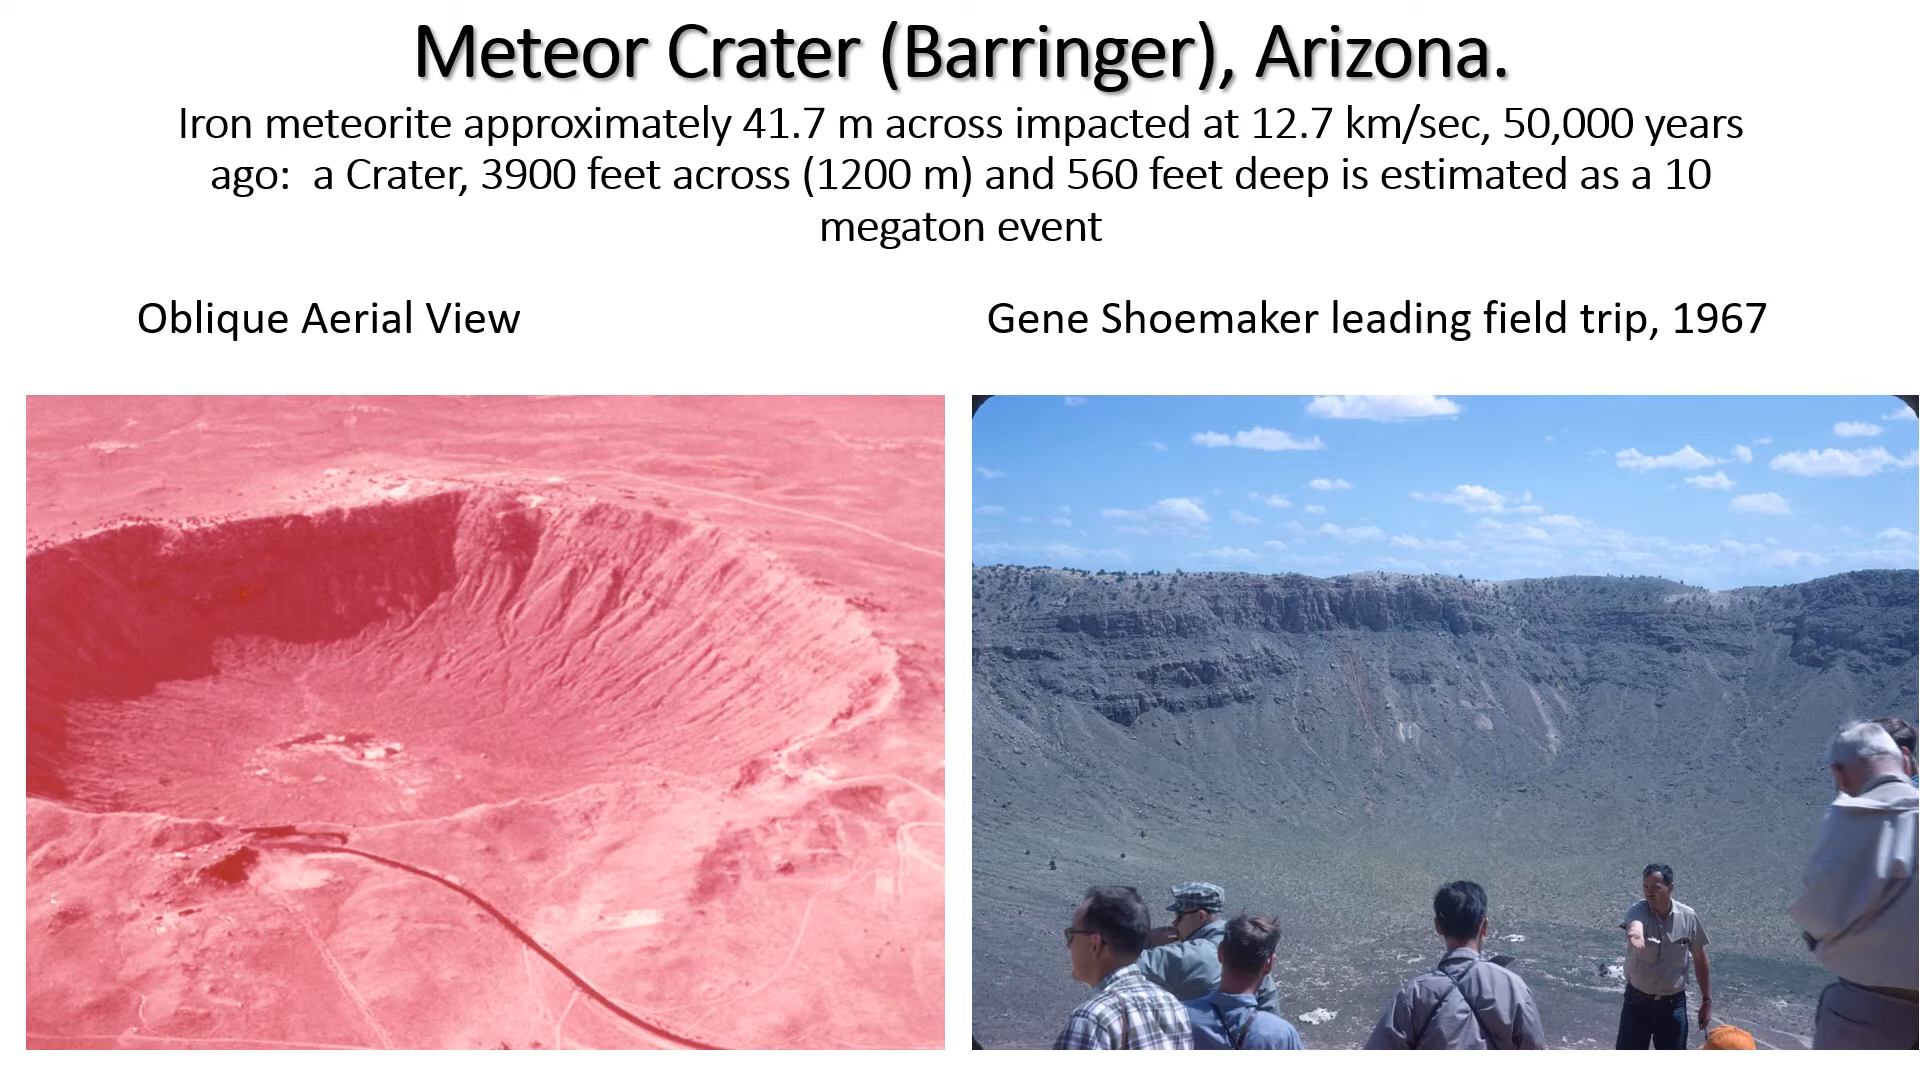 Meteor Crater (Barringer), Arizona.
Iron meteorite approximately 41.7 m across impacted at 12.7 km/sec, 50,000 years
ago:  a Crater, 3900 feet across (1200 m) and 560 feet deep is estimated as a 10
megaton event
Oblique Aerial View
Gene Shoemaker leading field trip, 1967